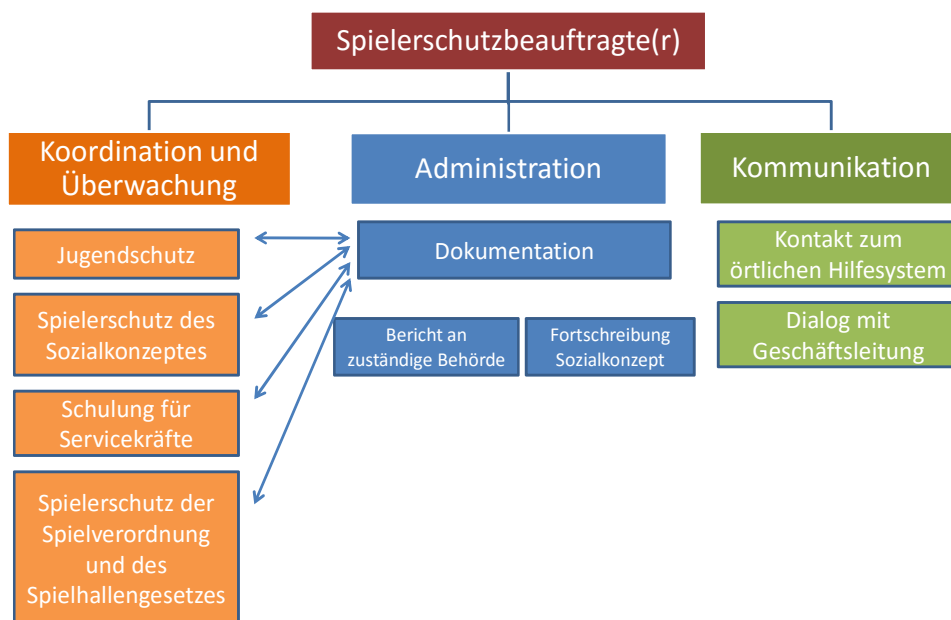 Spielerschutzbeauftragte(r)
Koordination und
Überwachung
Jugendschutz
Spielerschutz des
Sozialkonzeptes
Schulung für
Servicekräfte
Spielerschutz der
Spielverordnung
und des
Spielhallengesetzes
Administration
Dokumentation
Bericht an
zuständige Behörde
Fortschreibung
Sozialkonzept
Kommunikation
Kontakt zum
örtlichen Hilfesystem
Dialog mit
Geschäftsleitung